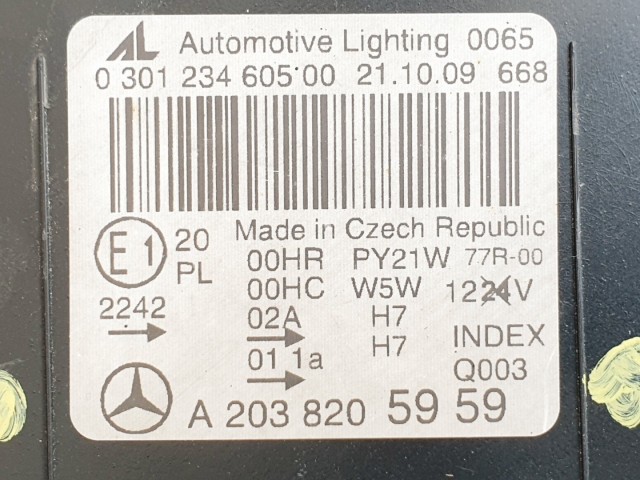 AL Automotive Lighting 0065
0 301 234 605 00 21.10.09 668
Made in Czech Republic
E1 20 PL
00HR PY21W 77R-00
00HC W5W 12 24V
2242
02A H7
H7
01 1a
INDEX
Q003
A 203 820 59 59